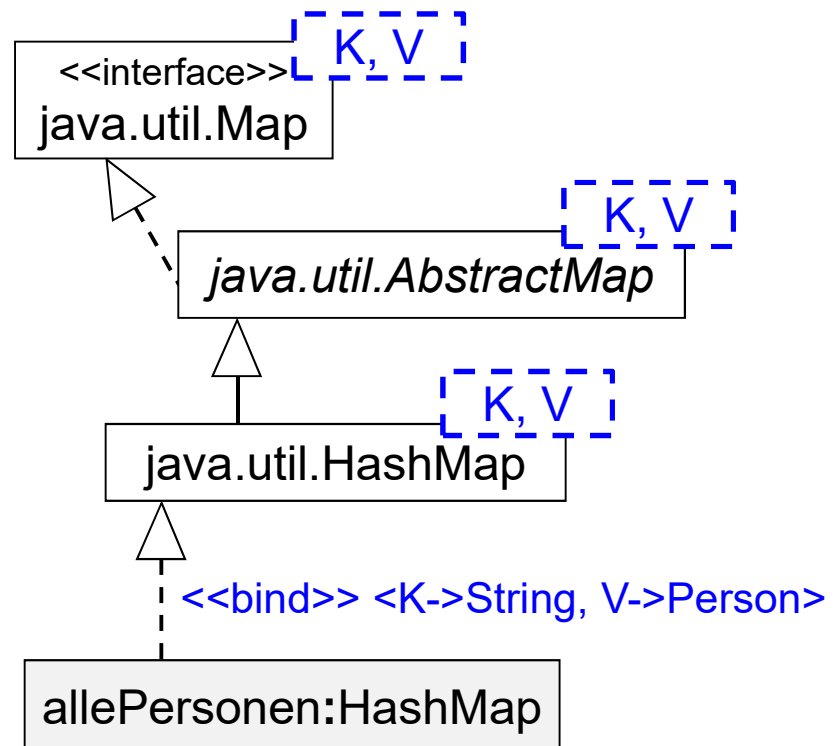 K, V
<<interface>>
java.util.Map
K, V
java.util.AbstractMap
K, V
java.util.HashMap
<<bind>> <K->String, V->Person>
allePersonen:HashMap